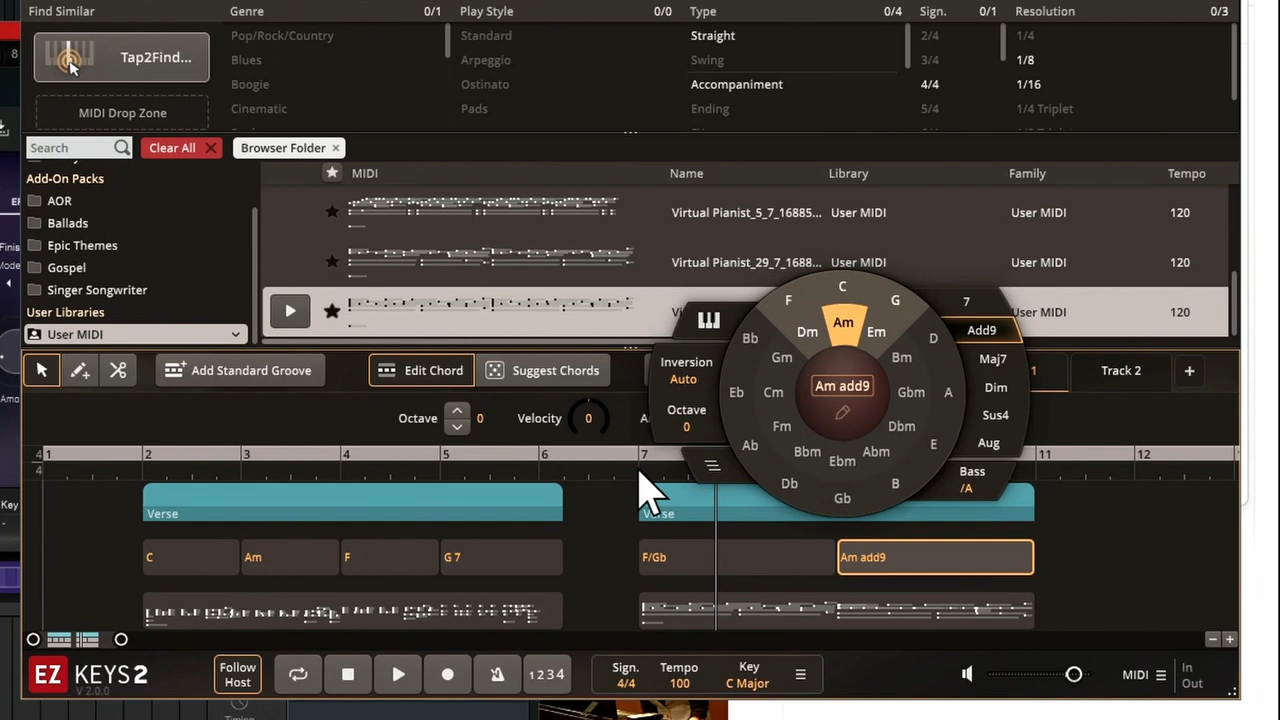 Find Similar
Genre 0/1
Play Style 0/0
Type 0/4
Sign. 0/1
Resolution 0/3
Tap2Find...
MIDI Drop Zone
Pop/Rock/Country
Blues
Boogie
Cinematic
Standard
Arpeggio
Ostinato
Pads
Straight
Swing
Accompaniment
Ending
2/4
3/4
4/4
5/4
1/4
1/8
1/16
1/4 Triplet
Search
Clear All
Browser Folder
Add-On Packs
AOR
Ballads
Epic Themes
Gospel
Singer Songwriter
User Libraries
User MIDI
MIDI Name Library Family Tempo
Virtual Pianist_5_7_16885... User MIDI User MIDI 120
Virtual Pianist_29_7_1688... User MIDI User MIDI 120
120
Add Standard Groove
Edit Chord
Suggest Chords
1
Track 2
Octave 0
Velocity 0
Inversion
Auto
Octave
0
C
G
D
A
E
B
Gb
Db
Ab
Eb
Bb
F
Am
Em
Bm
Gbm
Dbm
Abm
Ebm
Bbm
Fm
Cm
Gm
Dm
Am add9
7
Add9
Maj7
Dim
Sus4
Aug
Bass
/A
4
4
1 2 3 4 5 6 7 11 12
Verse
Verse
C
Am
F
G 7
F/Gb
Am add9
EZ KEYS 2
V 2.0.0
Follow
Host
1234
Sign.
4/4
Tempo
100
Key
C Major
MIDI
In
Out
8
Finis
Mode
Amo
Key